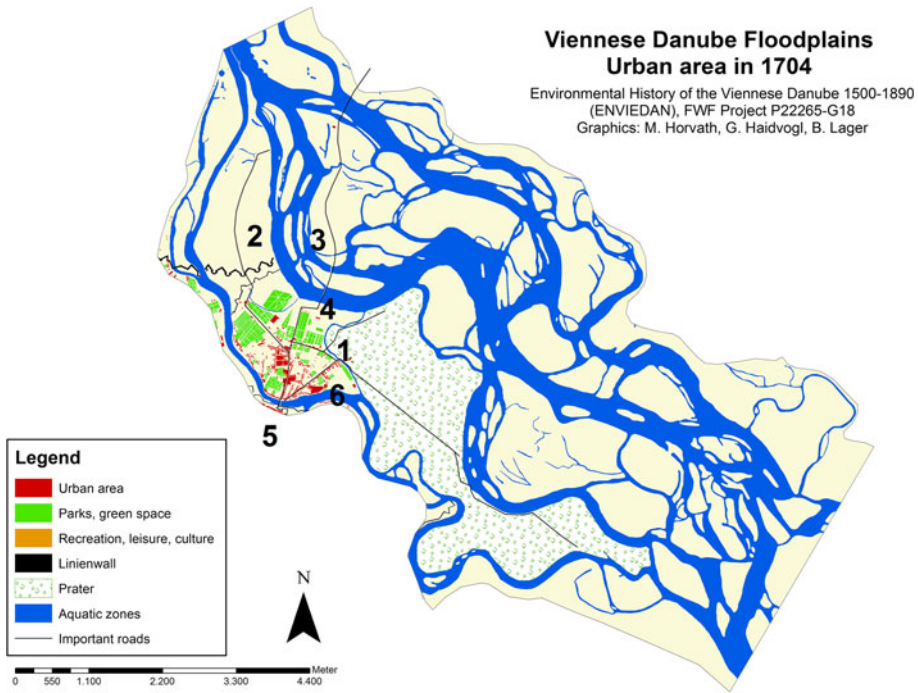 Viennese Danube Floodplains
Urban area in 1704
Environmental History of the Viennese Danube 1500-1890
(ENVIEDAN), FWF Project P22265-G18
Graphics: M. Horvath, G. Haidvogl, B. Lager
2
3
4
1
6
5
Legend
Urban area
Parks, green space
Recreation, leisure, culture
Linienwall
Prater
Aquatic zones
Important roads
N
Meter
0 550 1.100 2.200 3.300 4.400